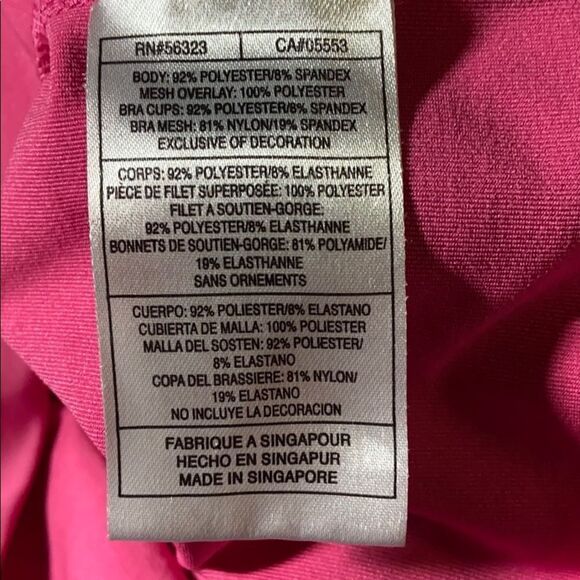 RN#56323 CA#05553
BODY: 92% POLYESTER/8% SPANDEX
MESH OVERLAY: 100% POLYESTER
BRA CUPS: 92% POLYESTER/8% SPANDEX
BRA MESH: 81% NYLON/19% SPANDEX
EXCLUSIVE OF DECORATION
CORPS: 92% POLYESTER/8% ELASTHANNE
PIÈCE DE FILET SUPERPOSÉE: 100% POLYESTER
FILET A SOUTIEN-GORGE:
92% POLYESTER/8% ELASTHANNE
BONNETS DE SOUTIEN-GORGE: 81% POLYAMIDE/
19% ELASTHANNE
SANS ORNEMENTS
CUERPO: 92% POLIESTER/8% ELASTANO
CUBIERTA DE MALLA: 100% POLIESTER
MALLA DEL SOSTEN: 92% POLIESTER/
8% ELASTANO
COPA DEL BRASSIERE: 81% NYLON/
19% ELASTANO
NO INCLUYE LA DECORACION
FABRIQUE A SINGAPOUR
HECHO EN SINGAPUR
MADE IN SINGAPORE